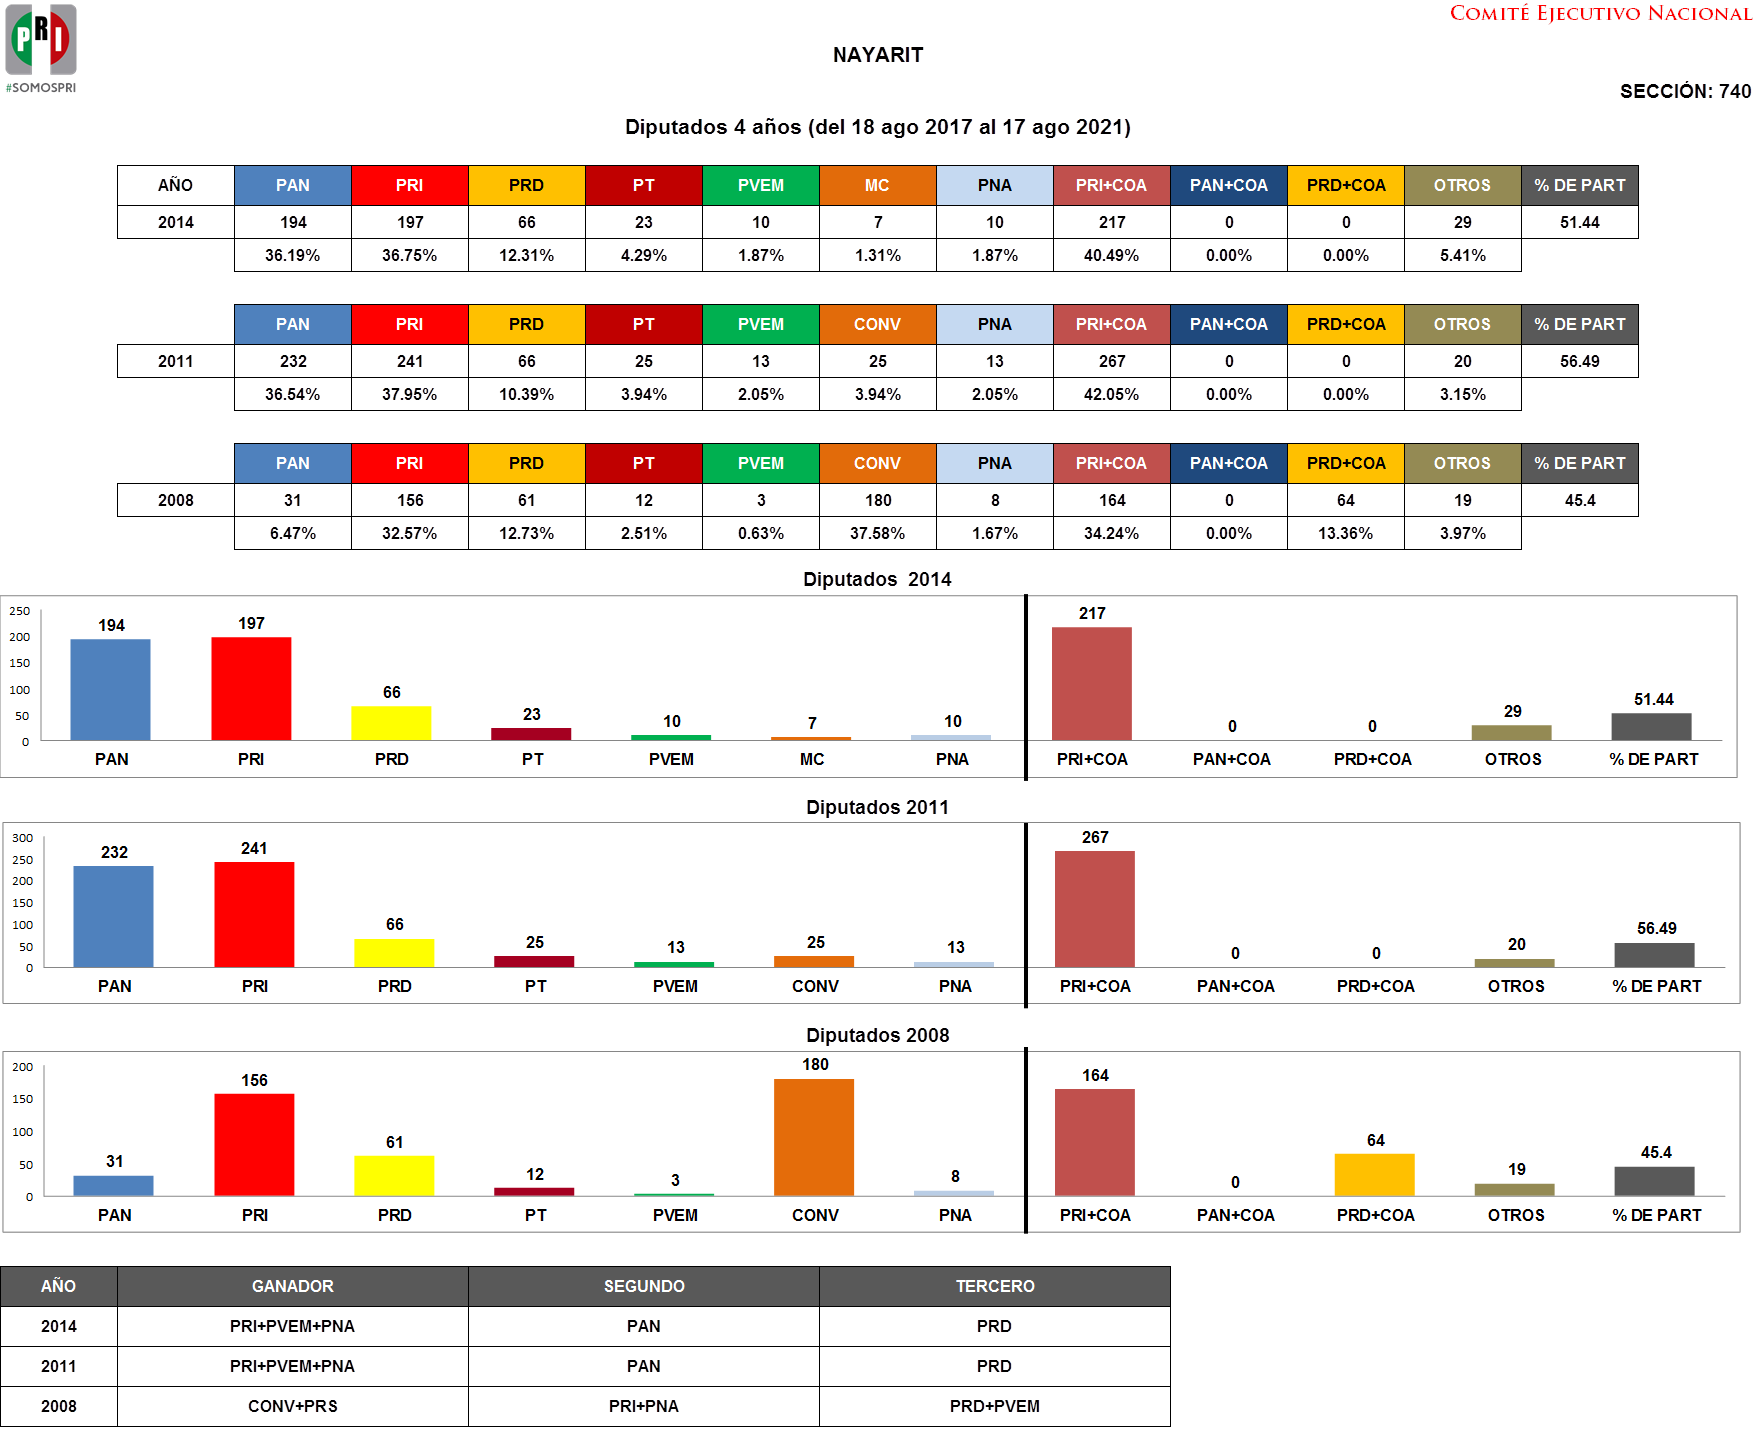 PRI
#SOMOSPRI
COMITÉ EJECUTIVO NACIONAL
NAYARIT
SECCIÓN: 740
Diputados 4 años (del 18 ago 2017 al 17 ago 2021)
AÑO PAN PRI PRD PT PVEM MC PNA PRI+COA PAN+COA PRD+COA OTROS % DE PART
2014 194 197 66 23 10 7 10 217 0 0 29 51.44
36.19% 36.75% 12.31% 4.29% 1.87% 1.31% 1.87% 40.49% 0.00% 0.00% 5.41%
PAN PRI PRD PT PVEM CONV PNA PRI+COA PAN+COA PRD+COA OTROS % DE PART
2011 232 241 66 25 13 25 13 267 0 0 20 56.49
36.54% 37.95% 10.39% 3.94% 2.05% 3.94% 2.05% 42.05% 0.00% 0.00% 3.15%
PAN PRI PRD PT PVEM CONV PNA PRI+COA PAN+COA PRD+COA OTROS % DE PART
2008 31 156 61 12 3 180 8 164 0 64 19 45.4
6.47% 32.57% 12.73% 2.51% 0.63% 37.58% 1.67% 34.24% 0.00% 13.36% 3.97%
Diputados 2014
250
200
150
100
50
0
194 197 66 23 10 7 10 217 0 0 29 51.44
PAN PRI PRD PT PVEM MC PNA PRI+COA PAN+COA PRD+COA OTROS % DE PART
Diputados 2011
300
250
200
150
100
50
0
232 241 66 25 13 25 13 267 0 0 20 56.49
PAN PRI PRD PT PVEM CONV PNA PRI+COA PAN+COA PRD+COA OTROS % DE PART
Diputados 2008
200
150
100
50
0
31 156 61 12 3 180 8 164 0 64 19 45.4
PAN PRI PRD PT PVEM CONV PNA PRI+COA PAN+COA PRD+COA OTROS % DE PART
AÑO GANADOR SEGUNDO TERCERO
2014 PRI+PVEM+PNA PAN PRD
2011 PRI+PVEM+PNA PAN PRD
2008 CONV+PRS PRI+PNA PRD+PVEM